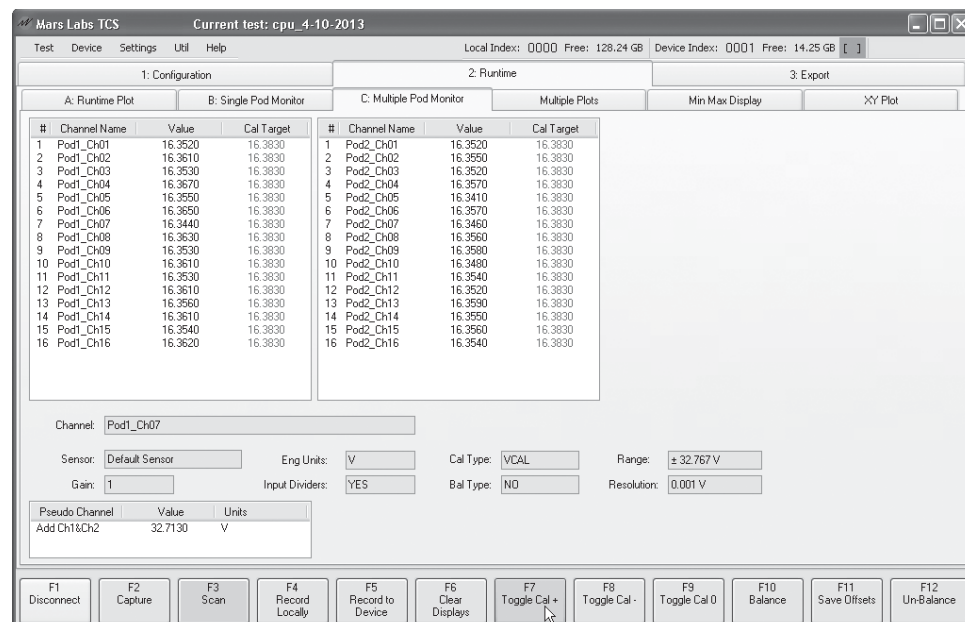 Mars Labs TCS Current test: cpu_4-10-2013
Test Device Settings Util Help Local Index: 0000 Free: 128.24 GB Device Index: 0001 Free: 14.25 GB [ ]
1: Configuration 2: Runtime 3: Export
A: Runtime Plot B: Single Pod Monitor C: Multiple Pod Monitor Multiple Plots Min Max Display XY Plot
# Channel Name Value Cal Target # Channel Name Value Cal Target
1 Pod1_Ch01 16.3520 16.3830 1 Pod2_Ch01 16.3520 16.3830
2 Pod1_Ch02 16.3610 16.3830 2 Pod2_Ch02 16.3550 16.3830
3 Pod1_Ch03 16.3530 16.3830 3 Pod2_Ch03 16.3520 16.3830
4 Pod1_Ch04 16.3670 16.3830 4 Pod2_Ch04 16.3570 16.3830
5 Pod1_Ch05 16.3550 16.3830 5 Pod2_Ch05 16.3410 16.3830
6 Pod1_Ch06 16.3650 16.3830 6 Pod2_Ch06 16.3570 16.3830
7 Pod1_Ch07 16.3440 16.3830 7 Pod2_Ch07 16.3460 16.3830
8 Pod1_Ch08 16.3630 16.3830 8 Pod2_Ch08 16.3560 16.3830
9 Pod1_Ch09 16.3530 16.3830 9 Pod2_Ch09 16.3580 16.3830
10 Pod1_Ch10 16.3610 16.3830 10 Pod2_Ch10 16.3480 16.3830
11 Pod1_Ch11 16.3530 16.3830 11 Pod2_Ch11 16.3540 16.3830
12 Pod1_Ch12 16.3610 16.3830 12 Pod2_Ch12 16.3520 16.3830
13 Pod1_Ch13 16.3560 16.3830 13 Pod2_Ch13 16.3590 16.3830
14 Pod1_Ch14 16.3610 16.3830 14 Pod2_Ch14 16.3550 16.3830
15 Pod1_Ch15 16.3540 16.3830 15 Pod2_Ch15 16.3560 16.3830
16 Pod1_Ch16 16.3620 16.3830 16 Pod2_Ch16 16.3540 16.3830
Channel: Pod1_Ch07
Sensor: Default Sensor Eng Units: V Cal Type: VCAL Range: ± 32.767 V
Gain: 1 Input Dividers: YES Bal Type: NO Resolution: 0.001 V
Pseudo Channel Value Units
Add Ch1&Ch2 32.7130 V
F1 F2 F3 F4 F5 F6 F7 F8 F9 F10 F11 F12
Disconnect Capture Scan Record Record to Clear Toggle Cal + Toggle Cal - Toggle Cal 0 Balance Save Offsets Un-Balance
Locally Device Displays